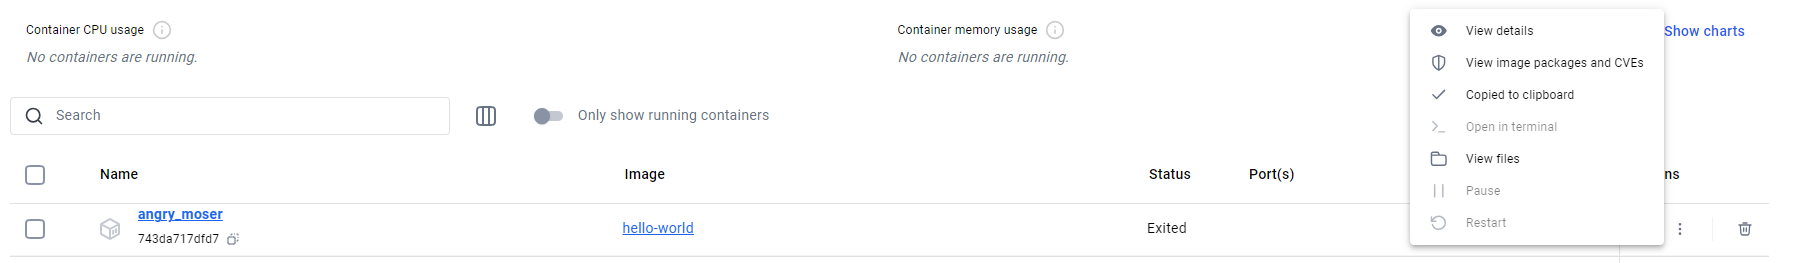 Container CPU usage
No containers are running.
Container memory usage
No containers are running.
Show charts
Search
Only show running containers
Name
Image
Status
Port(s)
ns
angry_moser
743da717dfd7
hello-world
Exited
View details
View image packages and CVEs
Copied to clipboard
Open in terminal
View files
Pause
Restart